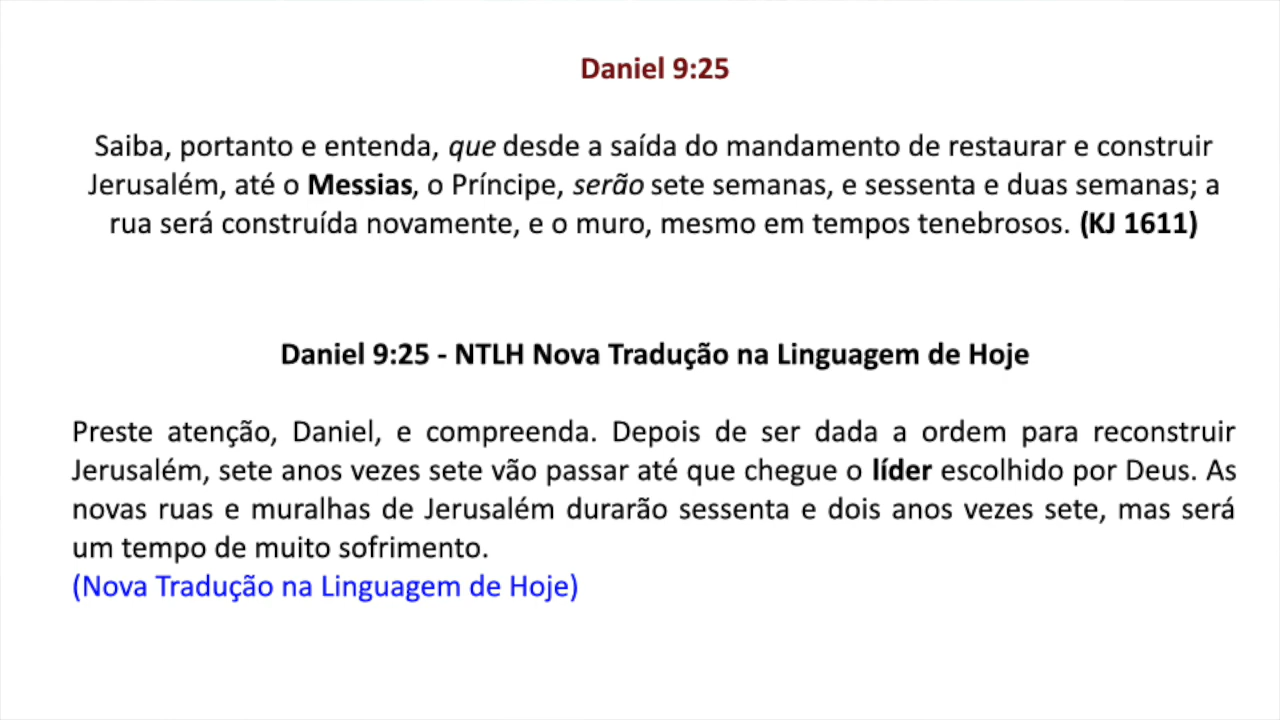 Daniel 9:25
Saiba, portanto e entenda, que desde a saída do mandamento de restaurar e construir
Jerusalém, até o Messias, o Príncipe, serão sete semanas, e sessenta e duas semanas; a
rua será construída novamente, e o muro, mesmo em tempos tenebrosos. (KJ 1611)
Daniel 9:25 - NTLH Nova Tradução na Linguagem de Hoje
Preste atenção, Daniel, e compreenda. Depois de ser dada a ordem para reconstruir
Jerusalém, sete anos vezes sete vão passar até que chegue o líder escolhido por Deus. As
novas ruas e muralhas de Jerusalém durarão sessenta e dois anos vezes sete, mas será
um tempo de muito sofrimento.
(Nova Tradução na Linguagem de Hoje)